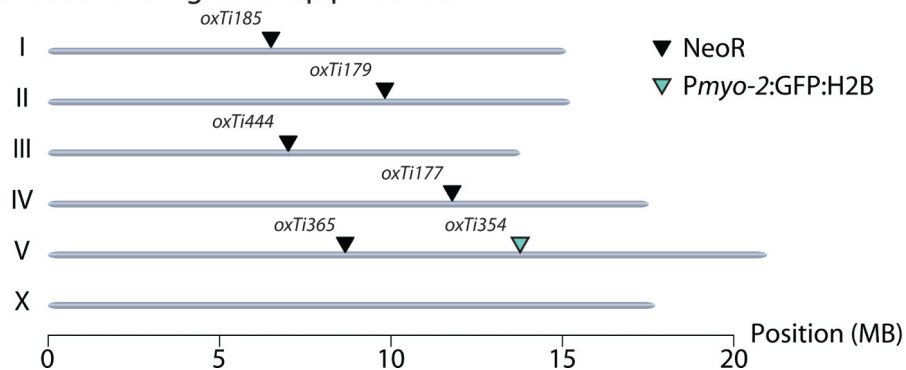 oxTi185
I
NeoR
oxTi179
II
Pmyo-2:GFP:H2B
oxTi444
III
oxTi177
IV
oxTi365 oxTi354
V
X
Position (MB)
0 5 10 15 20